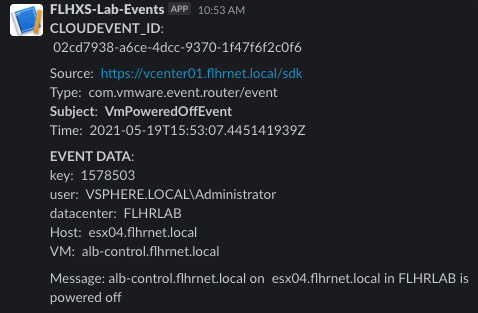 FLHXS-Lab-Events APP 10:53 AM
CLOUDEVENT_ID:
02cd7938-a6ce-4dcc-9370-1f47f6f2c0f6
Source: https://vcenter01.flhrnet.local/sdk
Type: com.vmware.event.router/event
Subject: VmPoweredOffEvent
Time: 2021-05-19T15:53:07.445141939Z
EVENT DATA:
key: 1578503
user: VSPHERE.LOCAL\Administrator
datacenter: FLHRLAB
Host: esx04.flhrnet.local
VM: alb-control.flhrnet.local
Message: alb-control.flhrnet.local on esx04.flhrnet.local in FLHRLAB is
powered off